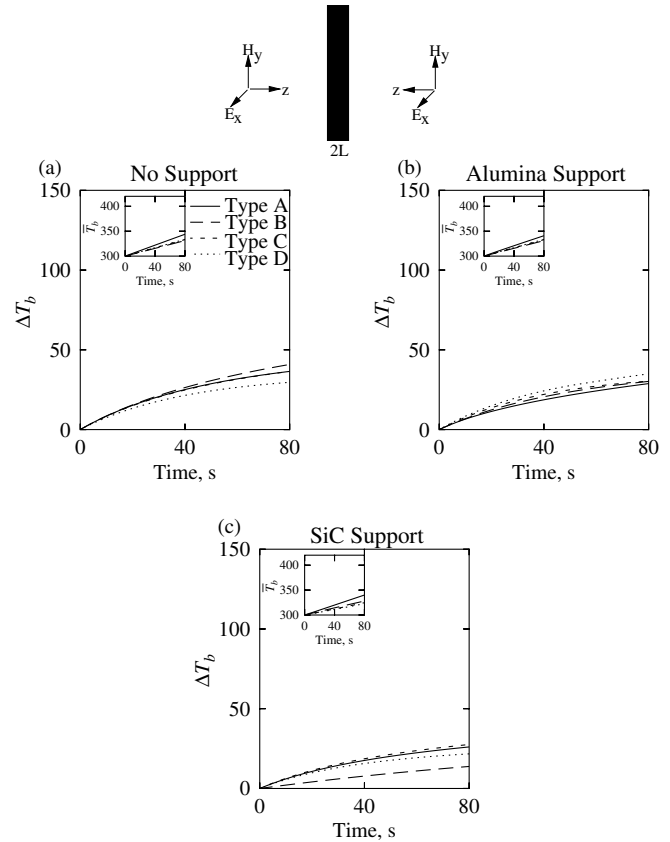 H_y
z
E_x
H_y
z
E_x
2L
(a)
No Support
150
100
50
0
ΔT_b
0
40
80
Time, s
400
350
300
T̅_b
0
40
80
Time, s
Type A
Type B
Type C
Type D
(b)
Alumina Support
150
100
50
0
ΔT_b
0
40
80
Time, s
400
350
300
T̅_b
0
40
80
Time, s
(c)
SiC Support
150
100
50
0
ΔT_b
0
40
80
Time, s
400
350
300
T̅_b
0
40
80
Time, s